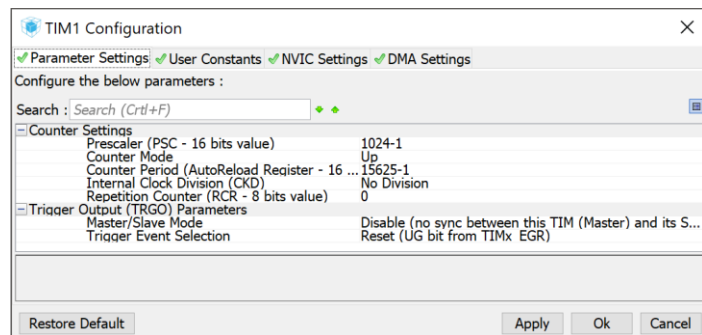 TIM1 Configuration
Parameter Settings User Constants NVIC Settings DMA Settings
Configure the below parameters :
Search : Search (Crtl+F)
Counter Settings
Prescaler (PSC - 16 bits value) 1024-1
Counter Mode Up
Counter Period (AutoReload Register - 16 ... 15625-1
Internal Clock Division (CKD) No Division
Repetition Counter (RCR - 8 bits value) 0
Trigger Output (TRGO) Parameters
Master/Slave Mode Disable (no sync between this TIM (Master) and its S...
Trigger Event Selection Reset (UG bit from TIMx_EGR)
Restore Default Apply Ok Cancel